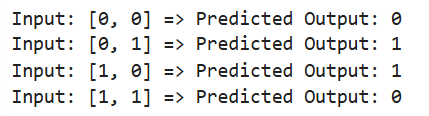 Input: [0, 0] => Predicted Output: 0
Input: [0, 1] => Predicted Output: 1
Input: [1, 0] => Predicted Output: 1
Input: [1, 1] => Predicted Output: 0